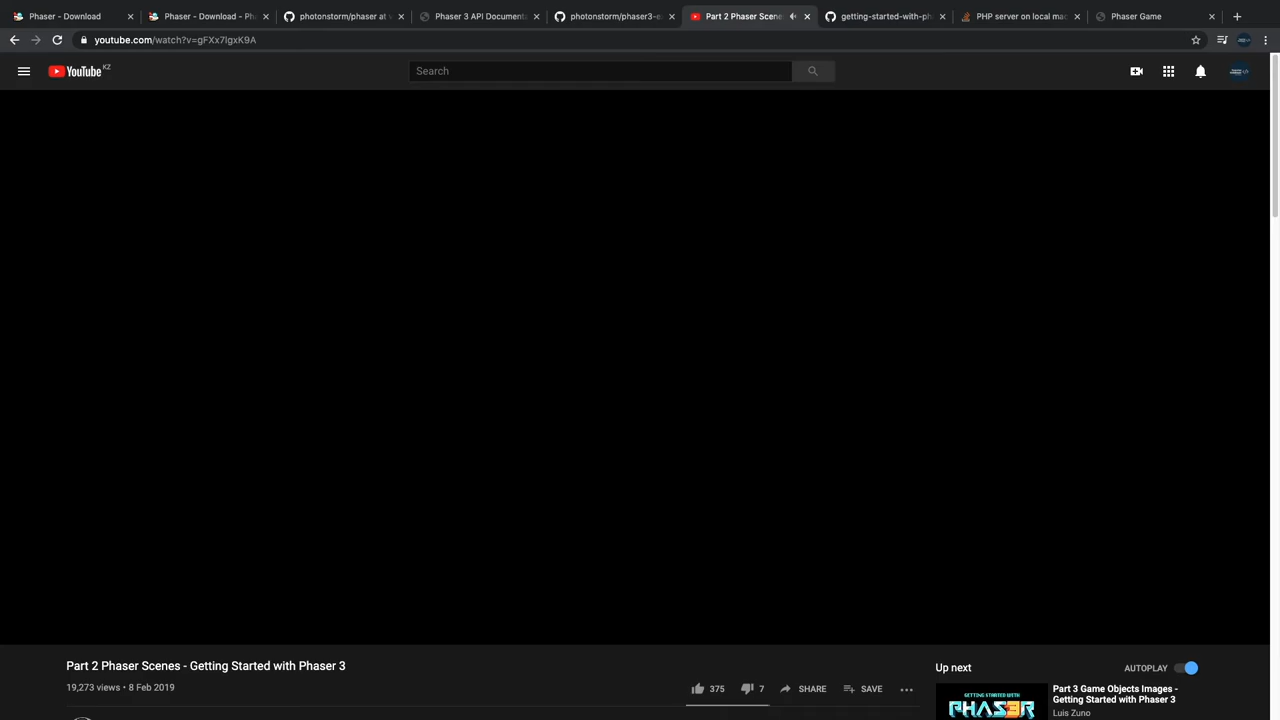 Phaser - Download
Phaser - Download - Ph
photonstorm/phaser at v
Phaser 3 API Documenta
photonstorm/phaser3-e
Part 2 Phaser Scene
getting-started-with-ph
PHP server on local mac
Phaser Game
youtube.com/watch?v=gFXx7lgxK9A
YouTube KZ
Search
Part 2 Phaser Scenes - Getting Started with Phaser 3
19,273 views • 8 Feb 2019
375
7
SHARE
SAVE
Up next
AUTOPLAY
GETTING STARTED WITH
PHAS3R
Part 3 Game Objects Images -
Getting Started with Phaser 3
Luis Zuno